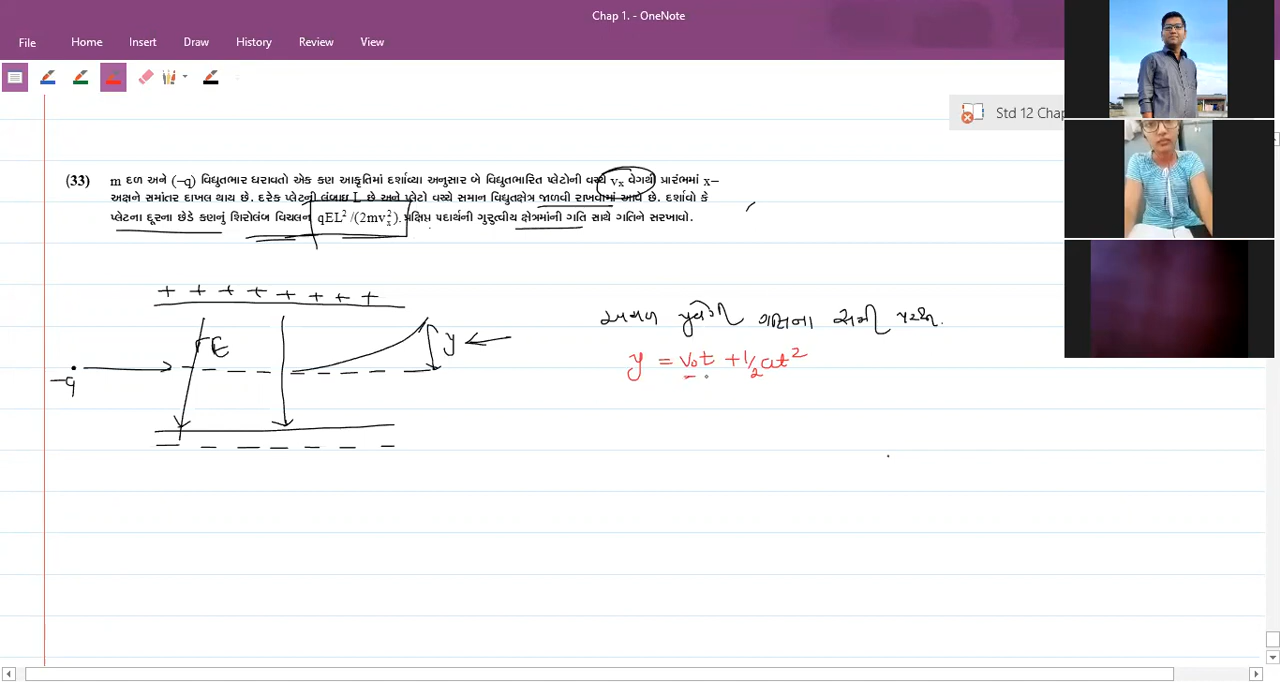 Chap 1. - OneNote
File Home Insert Draw History Review View
Std 12 Chap
(33) m દળ અને (−q) વિદ્યુતભાર ધરાવતો એક કણ આકૃતિમાં દર્શાવ્યા અનુસાર બે વિદ્યુતભારિત પ્લેટોની વચ્ચે vₓ વેગથી પ્રારંભમાં x−
અક્ષને સમાંતર દાખલ થાય છે. દરેક પ્લેટની લંબાઇ L છે અને પ્લેટો વચ્ચે સમાન વિદ્યુતક્ષેત્ર જાળવી રાખવામાં આવે છે. દર્શાવો કે
પ્લેટના દૂરના છેડે કણનું શિરોલંબ વિચલન qEL² /(2mvₓ²). પ્રક્ષિપ્ત પદાર્થની ગુરુત્વીય ક્ષેત્રમાંની ગતિ સાથે ગતિને સરખાવો.
+ + + + + + + +
E
y
−q
− − − − − − −
ગતિના સમી
y = v₀t + ½at²